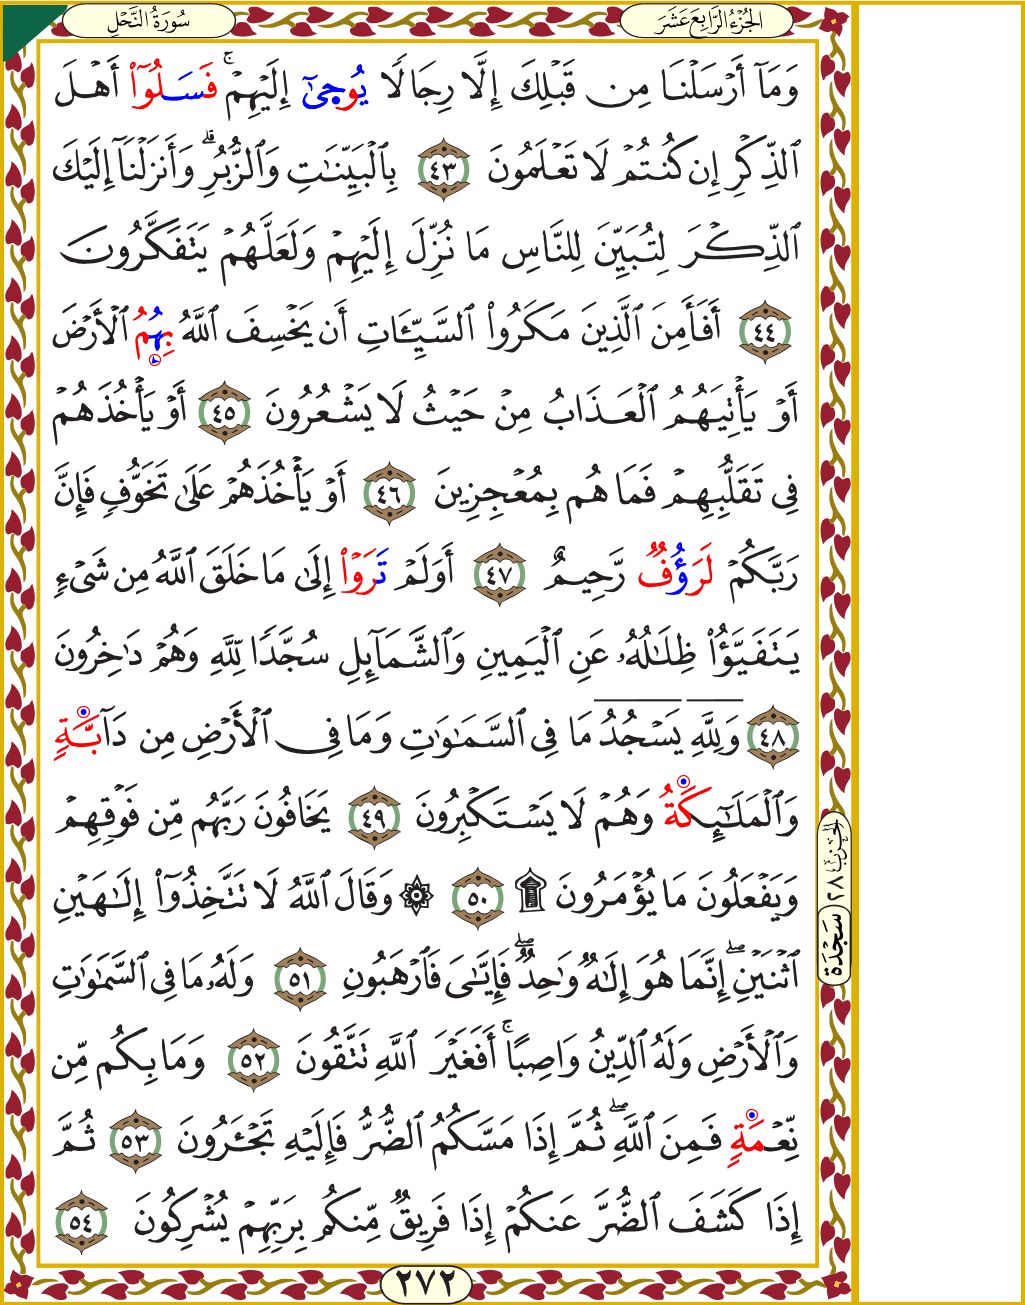 الجُزْءُ الرَّابِعَ عَشَرَ
سُورَةُ النَّحْلِ
وَمَآ أَرْسَلْنَا مِن قَبْلِكَ إِلَّا رِجَالًا يُوحَىٰٓ إِلَيْهِمْ ۚ فَسَلُوٓا۟ أَهْلَ
ٱلذِّكْرِ إِن كُنتُمْ لَا تَعْلَمُونَ ٤٣ بِٱلْبَيِّنَـٰتِ وَٱلزُّبُرِ ۗ وَأَنزَلْنَآ إِلَيْكَ
ٱلذِّكْرَ لِتُبَيِّنَ لِلنَّاسِ مَا نُزِّلَ إِلَيْهِمْ وَلَعَلَّهُمْ يَتَفَكَّرُونَ
٤٤ أَفَأَمِنَ ٱلَّذِينَ مَكَرُوا۟ ٱلسَّيِّـَٔاتِ أَن يَخْسِفَ ٱللَّهُ بِهُمُ ٱلْأَرْضَ
أَوْ يَأْتِيَهُمُ ٱلْعَذَابُ مِنْ حَيْثُ لَا يَشْعُرُونَ ٤٥ أَوْ يَأْخُذَهُمْ
فِى تَقَلُّبِهِمْ فَمَا هُم بِمُعْجِزِينَ ٤٦ أَوْ يَأْخُذَهُمْ عَلَىٰ تَخَوُّفٍ فَإِنَّ
رَبَّكُمْ لَرَؤُفٌ رَّحِيمٌ ٤٧ أَوَلَمْ تَرَوْا۟ إِلَىٰ مَا خَلَقَ ٱللَّهُ مِن شَىْءٍ
يَتَفَيَّؤُا۟ ظِلَـٰلُهُۥ عَنِ ٱلْيَمِينِ وَٱلشَّمَآئِلِ سُجَّدًا لِّلَّهِ وَهُمْ دَٰخِرُونَ
٤٨ وَلِلَّهِ يَسْجُدُ مَا فِى ٱلسَّمَـٰوَٰتِ وَمَا فِى ٱلْأَرْضِ مِن دَآبَّةٍ
وَٱلْمَلَـٰٓئِكَةُ وَهُمْ لَا يَسْتَكْبِرُونَ ٤٩ يَخَافُونَ رَبَّهُم مِّن فَوْقِهِمْ
وَيَفْعَلُونَ مَا يُؤْمَرُونَ ۩ ٥٠ ۞ وَقَالَ ٱللَّهُ لَا تَتَّخِذُوٓا۟ إِلَـٰهَيْنِ
ٱثْنَيْنِ ۖ إِنَّمَا هُوَ إِلَـٰهٌ وَٰحِدٌ ۖ فَإِيَّـٰىَ فَٱرْهَبُونِ ٥١ وَلَهُۥ مَا فِى ٱلسَّمَـٰوَٰتِ
وَٱلْأَرْضِ وَلَهُ ٱلدِّينُ وَاصِبًا ۚ أَفَغَيْرَ ٱللَّهِ تَتَّقُونَ ٥٢ وَمَا بِكُم مِّن
نِّعْمَةٍ فَمِنَ ٱللَّهِ ۖ ثُمَّ إِذَا مَسَّكُمُ ٱلضُّرُّ فَإِلَيْهِ تَجْـَٔرُونَ ٥٣ ثُمَّ
إِذَا كَشَفَ ٱلضُّرَّ عَنكُمْ إِذَا فَرِيقٌ مِّنكُم بِرَبِّهِمْ يُشْرِكُونَ ٥٤
الحِزْب ٢٨
سَجْدَة
٢٧٢